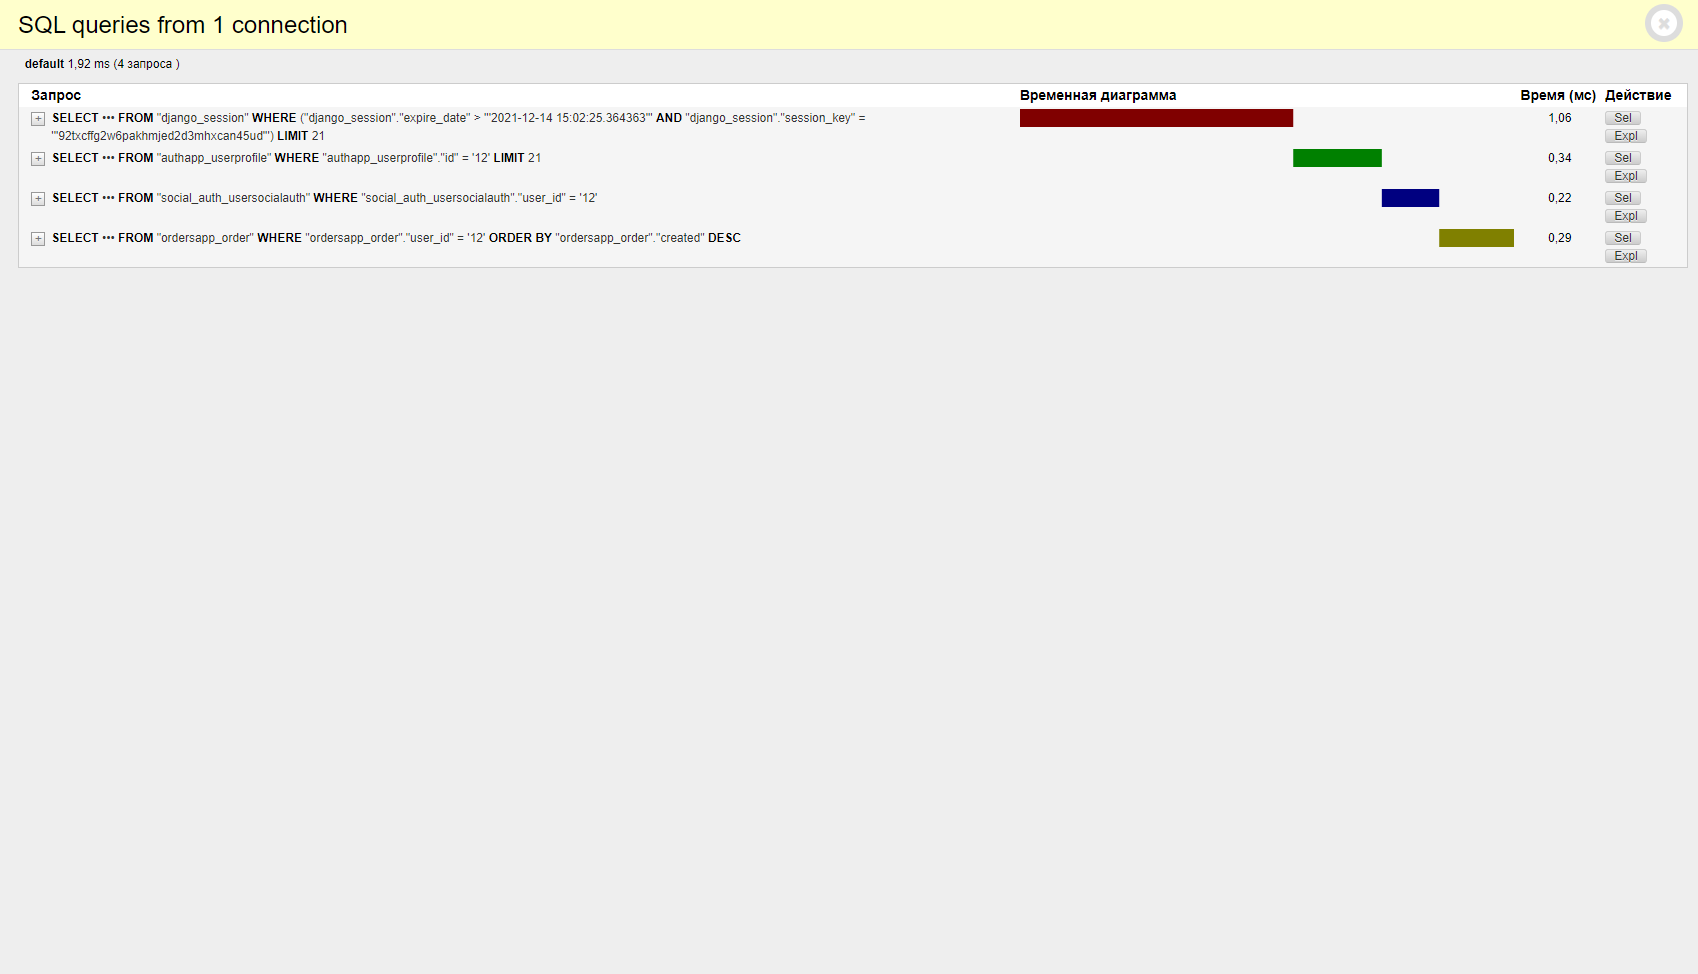 SQL queries from 1 connection
default 1,92 ms (4 запроса )
Запрос Временная диаграмма Время (мс) Действие
+ SELECT ••• FROM "django_session" WHERE ("django_session"."expire_date" > '"2021-12-14 15:02:25.364363"' AND "django_session"."session_key" = 1,06 Sel
'"92txcffg2w6pakhmjed2d3mhxcan45ud"') LIMIT 21 Expl
+ SELECT ••• FROM "authapp_userprofile" WHERE "authapp_userprofile"."id" = '12' LIMIT 21 0,34 Sel
Expl
+ SELECT ••• FROM "social_auth_usersocialauth" WHERE "social_auth_usersocialauth"."user_id" = '12' 0,22 Sel
Expl
+ SELECT ••• FROM "ordersapp_order" WHERE "ordersapp_order"."user_id" = '12' ORDER BY "ordersapp_order"."created" DESC 0,29 Sel
Expl